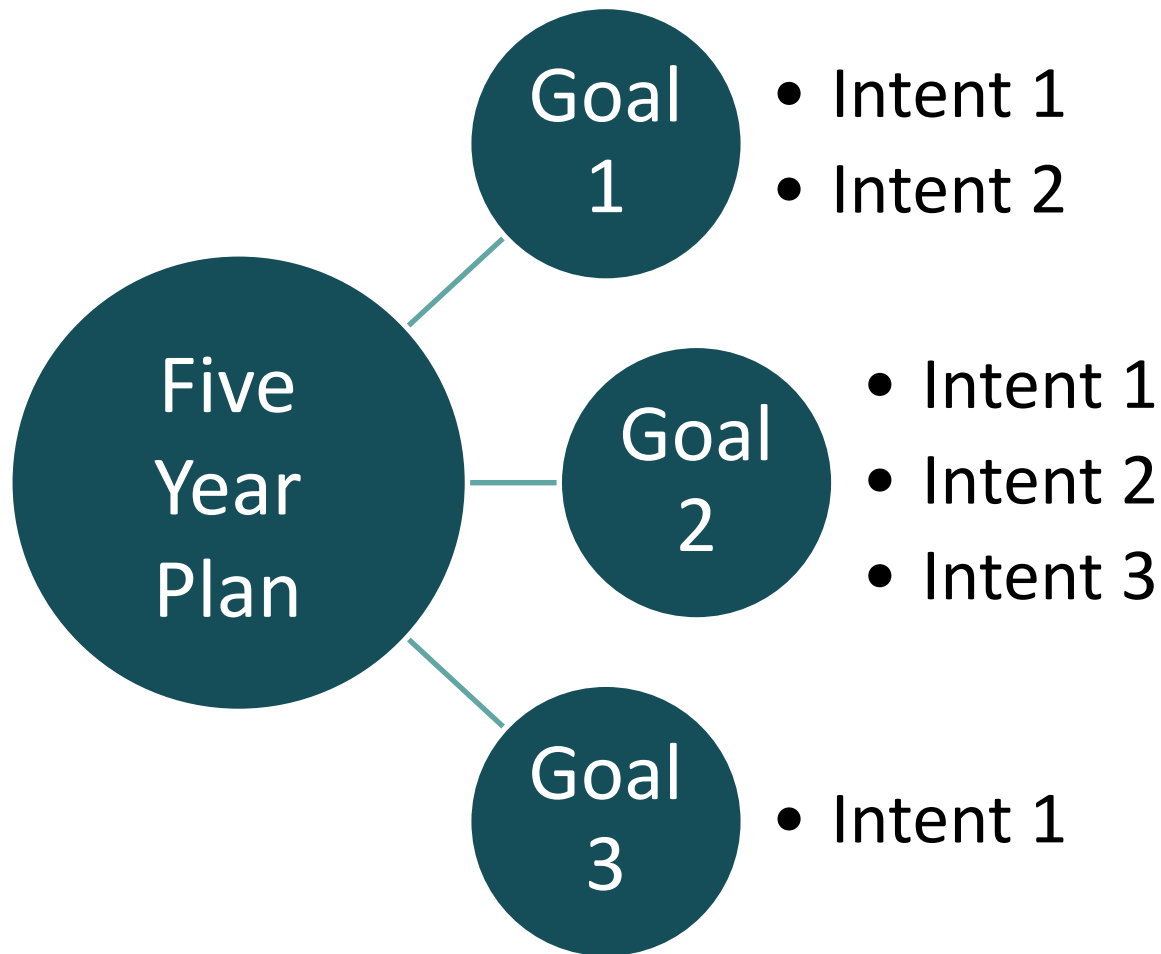 Five
Year
Plan
Goal
1
• Intent 1
• Intent 2
Goal
2
• Intent 1
• Intent 2
• Intent 3
Goal
3
• Intent 1